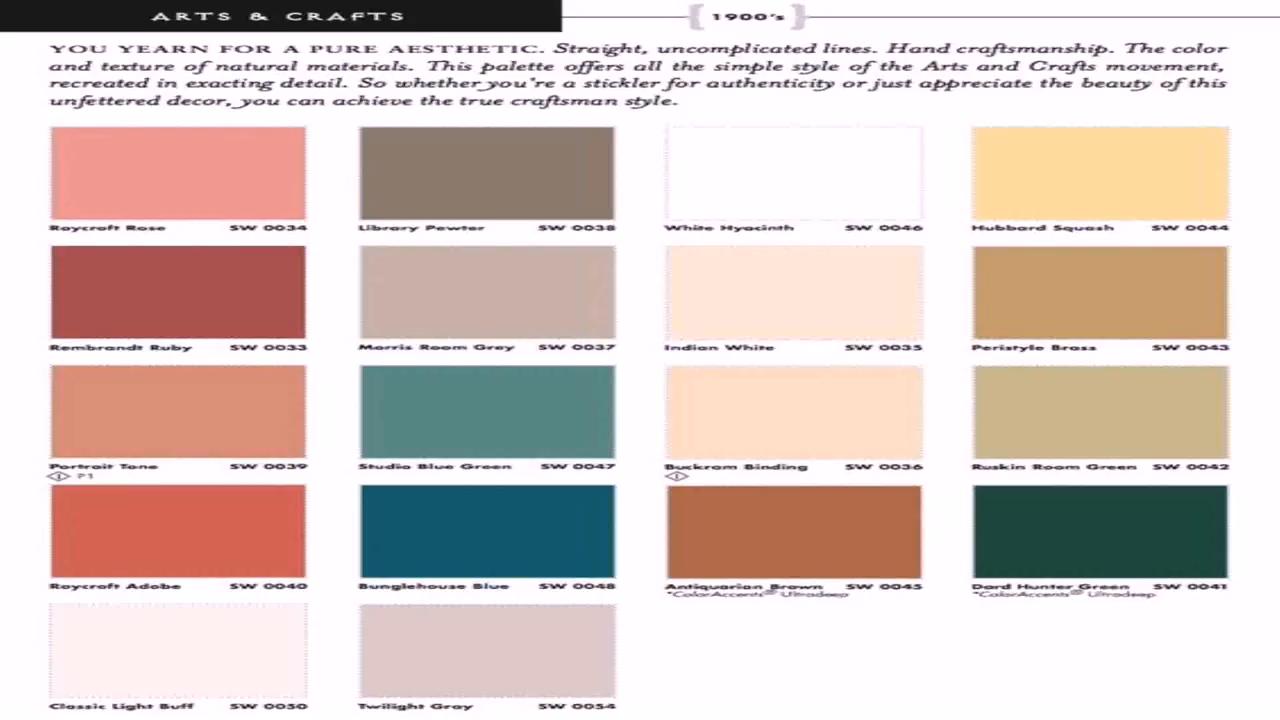 ARTS & CRAFTS
1900's
YOU YEARN FOR A PURE AESTHETIC. Straight, uncomplicated lines. Hand craftsmanship. The color
and texture of natural materials. This palette offers all the simple style of the Arts and Crafts movement,
recreated in exacting detail. So whether you're a stickler for authenticity or just appreciate the beauty of this
unfettered decor, you can achieve the true craftsman style.
Roycroft Rose SW 0034
Library Pewter SW 0038
White Hyacinth SW 0046
Hubbard Squash SW 0044
Rembrandt Ruby SW 0033
Morris Room Grey SW 0037
Indian White SW 0035
Peristyle Brass SW 0043
Portrait Tone SW 0039
I P1
Studio Blue Green SW 0047
Buckram Binding SW 0036
I
Ruskin Room Green SW 0042
Roycroft Adobe SW 0040
Bunglehouse Blue SW 0048
Antiquarian Brown SW 0045
*ColorAccents® Ultradeep
Dard Hunter Green SW 0041
*ColorAccents® Ultradeep
Classic Light Buff SW 0050
Twilight Gray SW 0054